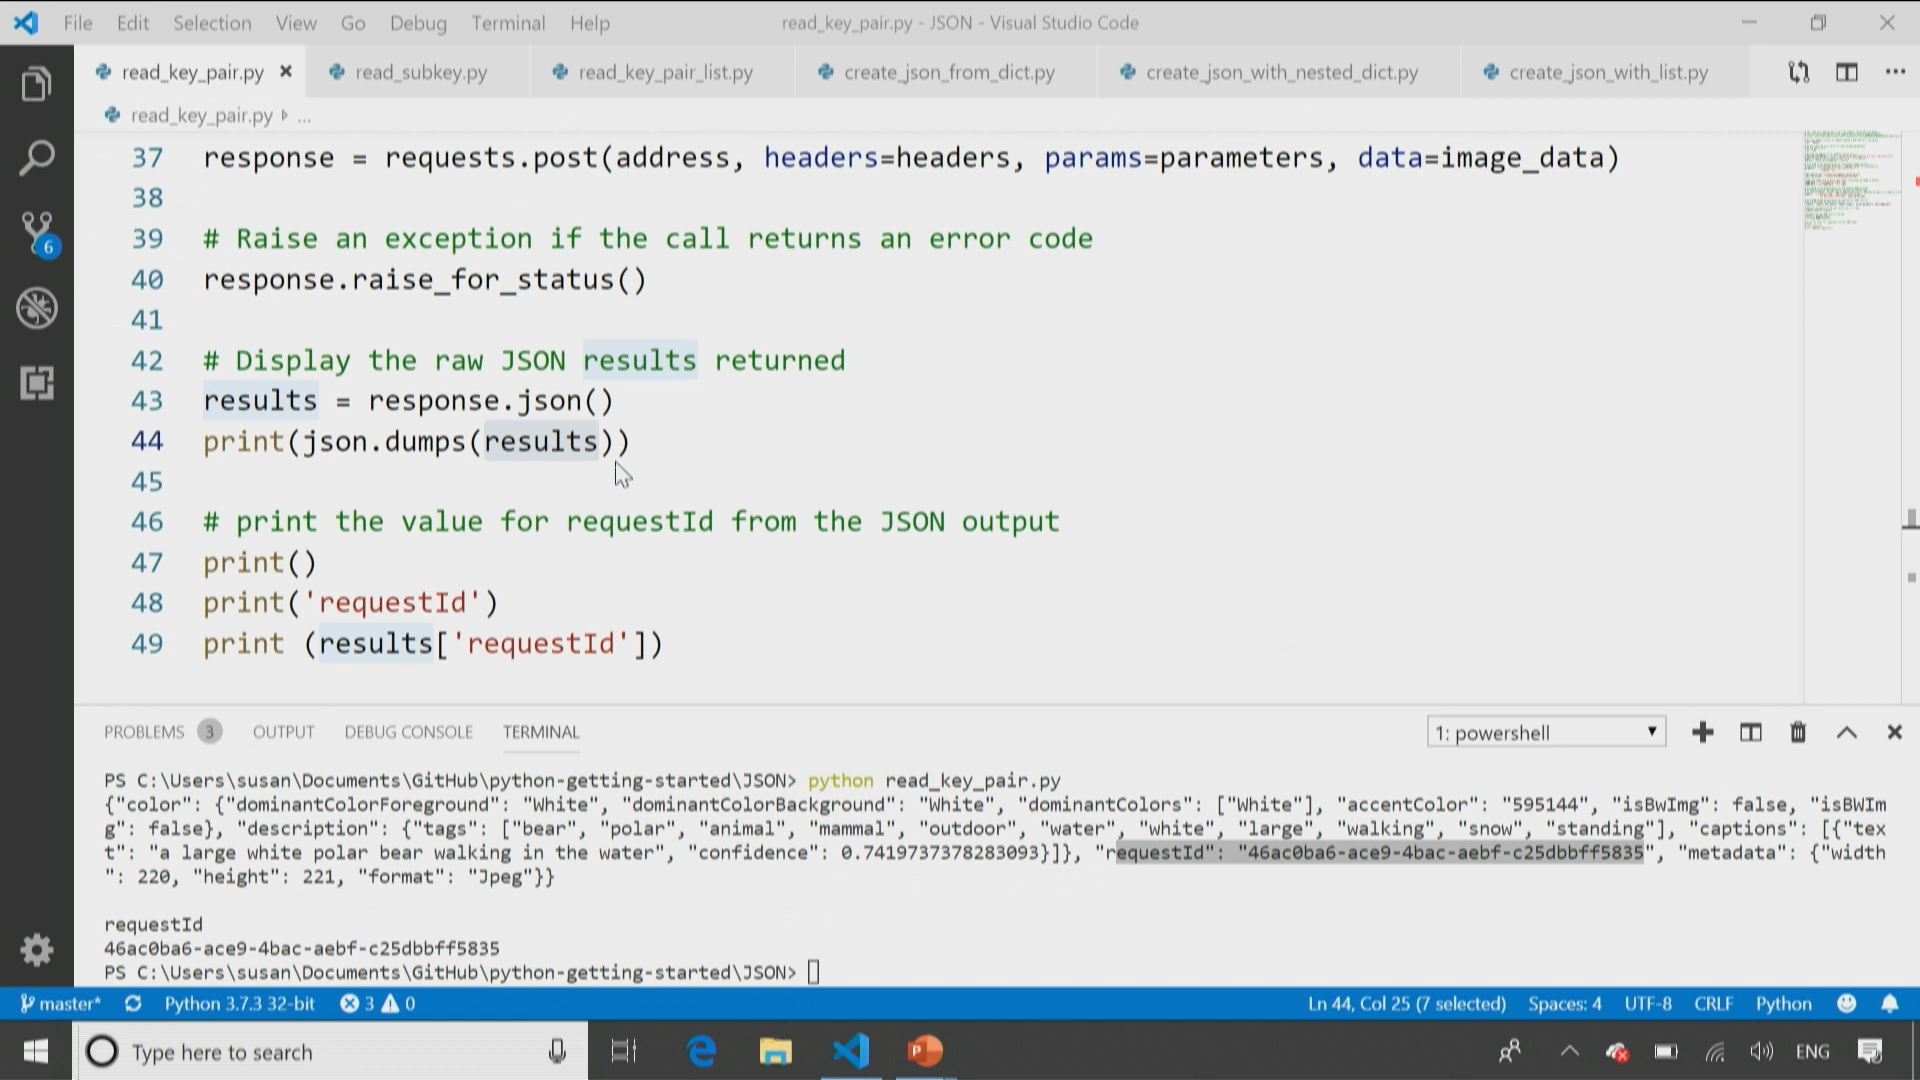 File Edit Selection View Go Debug Terminal Help read_key_pair.py - JSON - Visual Studio Code
read_key_pair.py read_subkey.py read_key_pair_list.py create_json_from_dict.py create_json_with_nested_dict.py create_json_with_list.py
read_key_pair.py ...
37 response = requests.post(address, headers=headers, params=parameters, data=image_data)
38
39 # Raise an exception if the call returns an error code
40 response.raise_for_status()
41
42 # Display the raw JSON results returned
43 results = response.json()
44 print(json.dumps(results))
45
46 # print the value for requestId from the JSON output
47 print()
48 print('requestId')
49 print (results['requestId'])
6
PROBLEMS 3 OUTPUT DEBUG CONSOLE TERMINAL 1: powershell
PS C:\Users\susan\Documents\GitHub\python-getting-started\JSON> python read_key_pair.py
{"color": {"dominantColorForeground": "White", "dominantColorBackground": "White", "dominantColors": ["White"], "accentColor": "595144", "isBwImg": false, "isBWIm
g": false}, "description": {"tags": ["bear", "polar", "animal", "mammal", "outdoor", "water", "white", "large", "walking", "snow", "standing"], "captions": [{"tex
t": "a large white polar bear walking in the water", "confidence": 0.7419737378283093}]}, "requestId": "46ac0ba6-ace9-4bac-aebf-c25dbbff5835", "metadata": {"width
": 220, "height": 221, "format": "Jpeg"}}
requestId
46ac0ba6-ace9-4bac-aebf-c25dbbff5835
PS C:\Users\susan\Documents\GitHub\python-getting-started\JSON>
master* Python 3.7.3 32-bit 3 0 Ln 44, Col 25 (7 selected) Spaces: 4 UTF-8 CRLF Python
Type here to search ENG